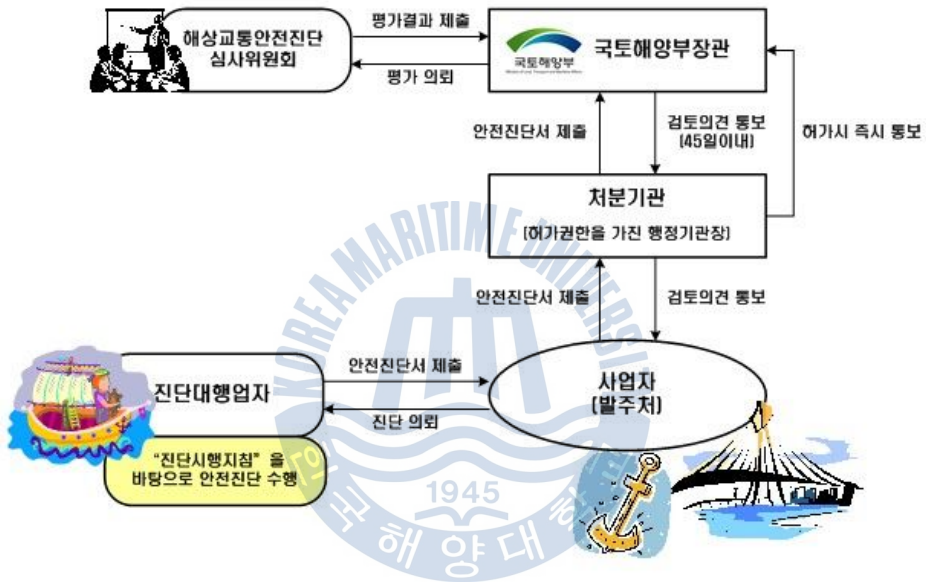 해상교통안전진단
심사위원회
평가결과 제출
평가 의뢰
국토해양부
국토해양부장관
안전진단서 제출
검토의견 통보
(45일이내)
허가시 즉시 통보
처분기관
(허가권한을 가진 행정기관장)
안전진단서 제출
검토의견 통보
진단대행업자
안전진단서 제출
진단 의뢰
사업자
(발주처)
“진단시행지침” 을
바탕으로 안전진단 수행
KOREA MARITIME UNIVERSITY
1945
한국해양대학교